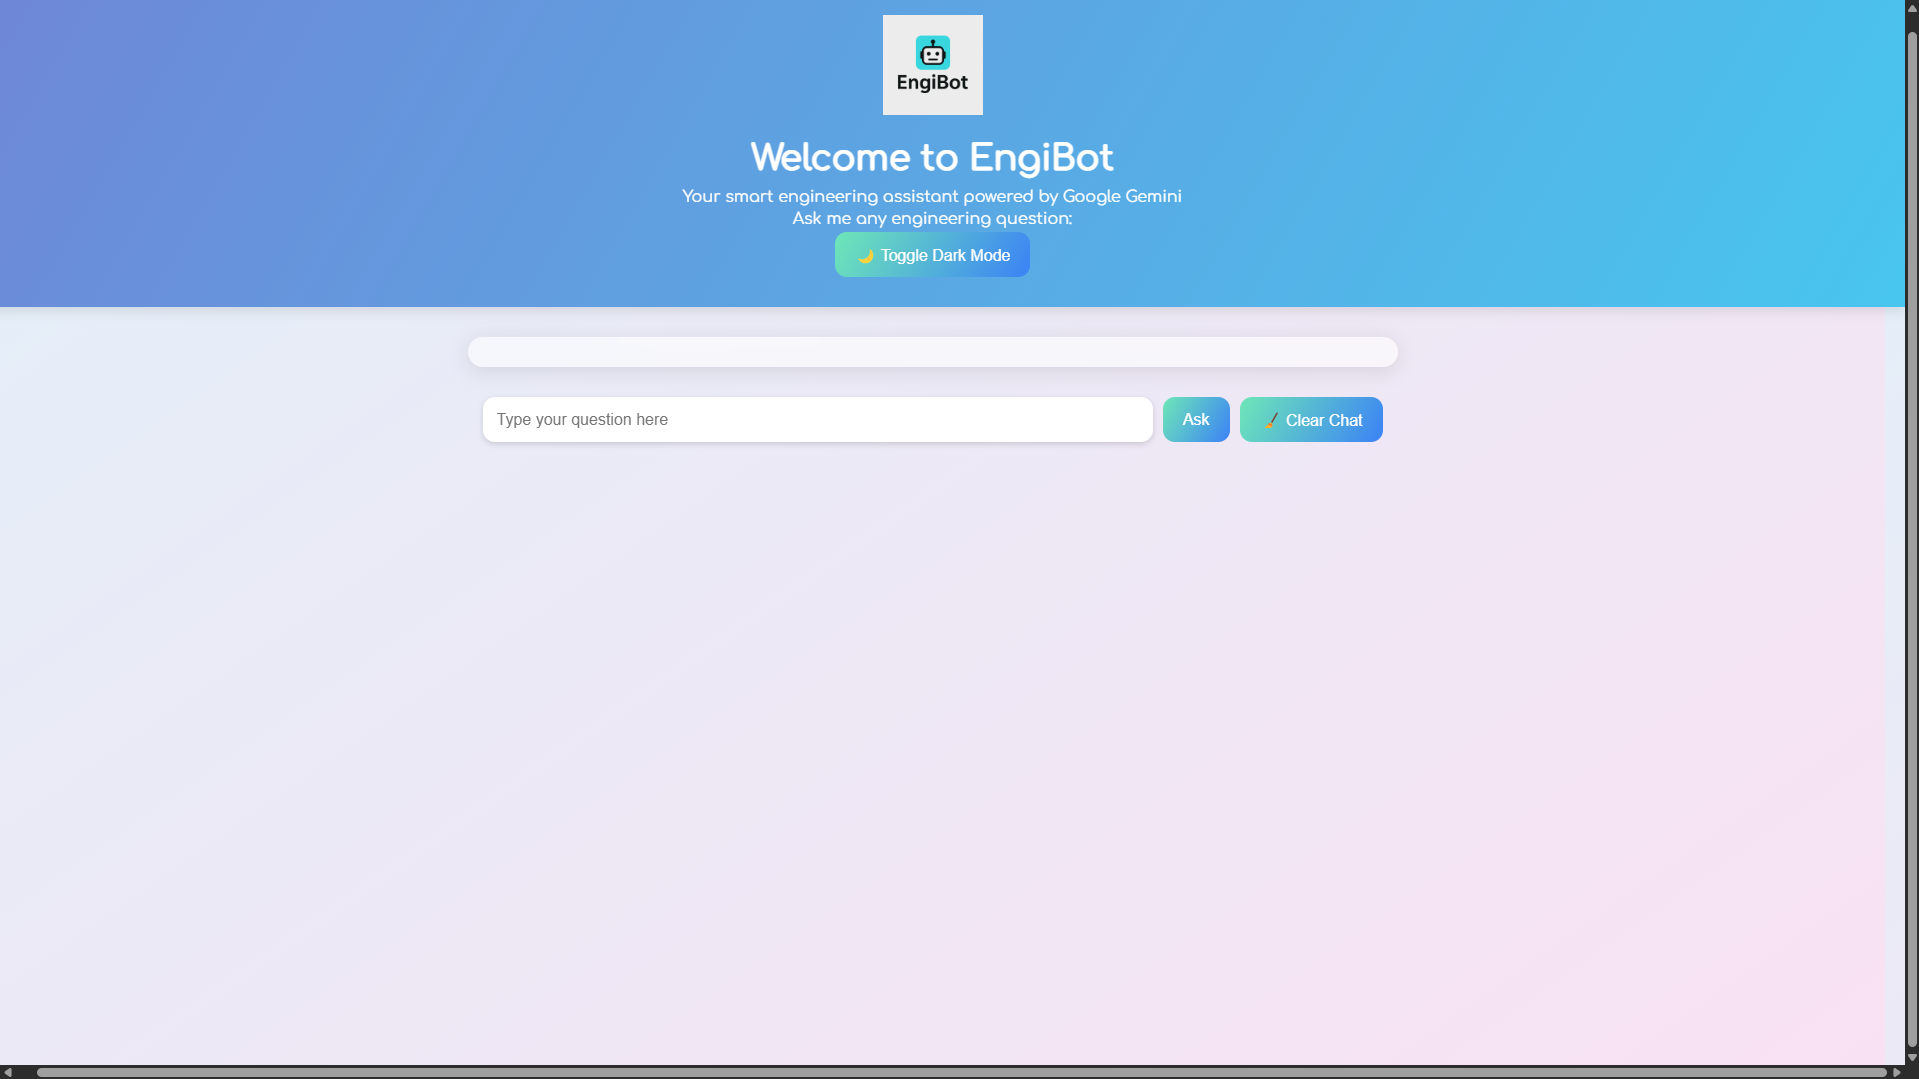 EngiBot
Welcome to EngiBot
Your smart engineering assistant powered by Google Gemini
Ask me any engineering question:
🌙 Toggle Dark Mode
Type your question here
Ask
🧹 Clear Chat